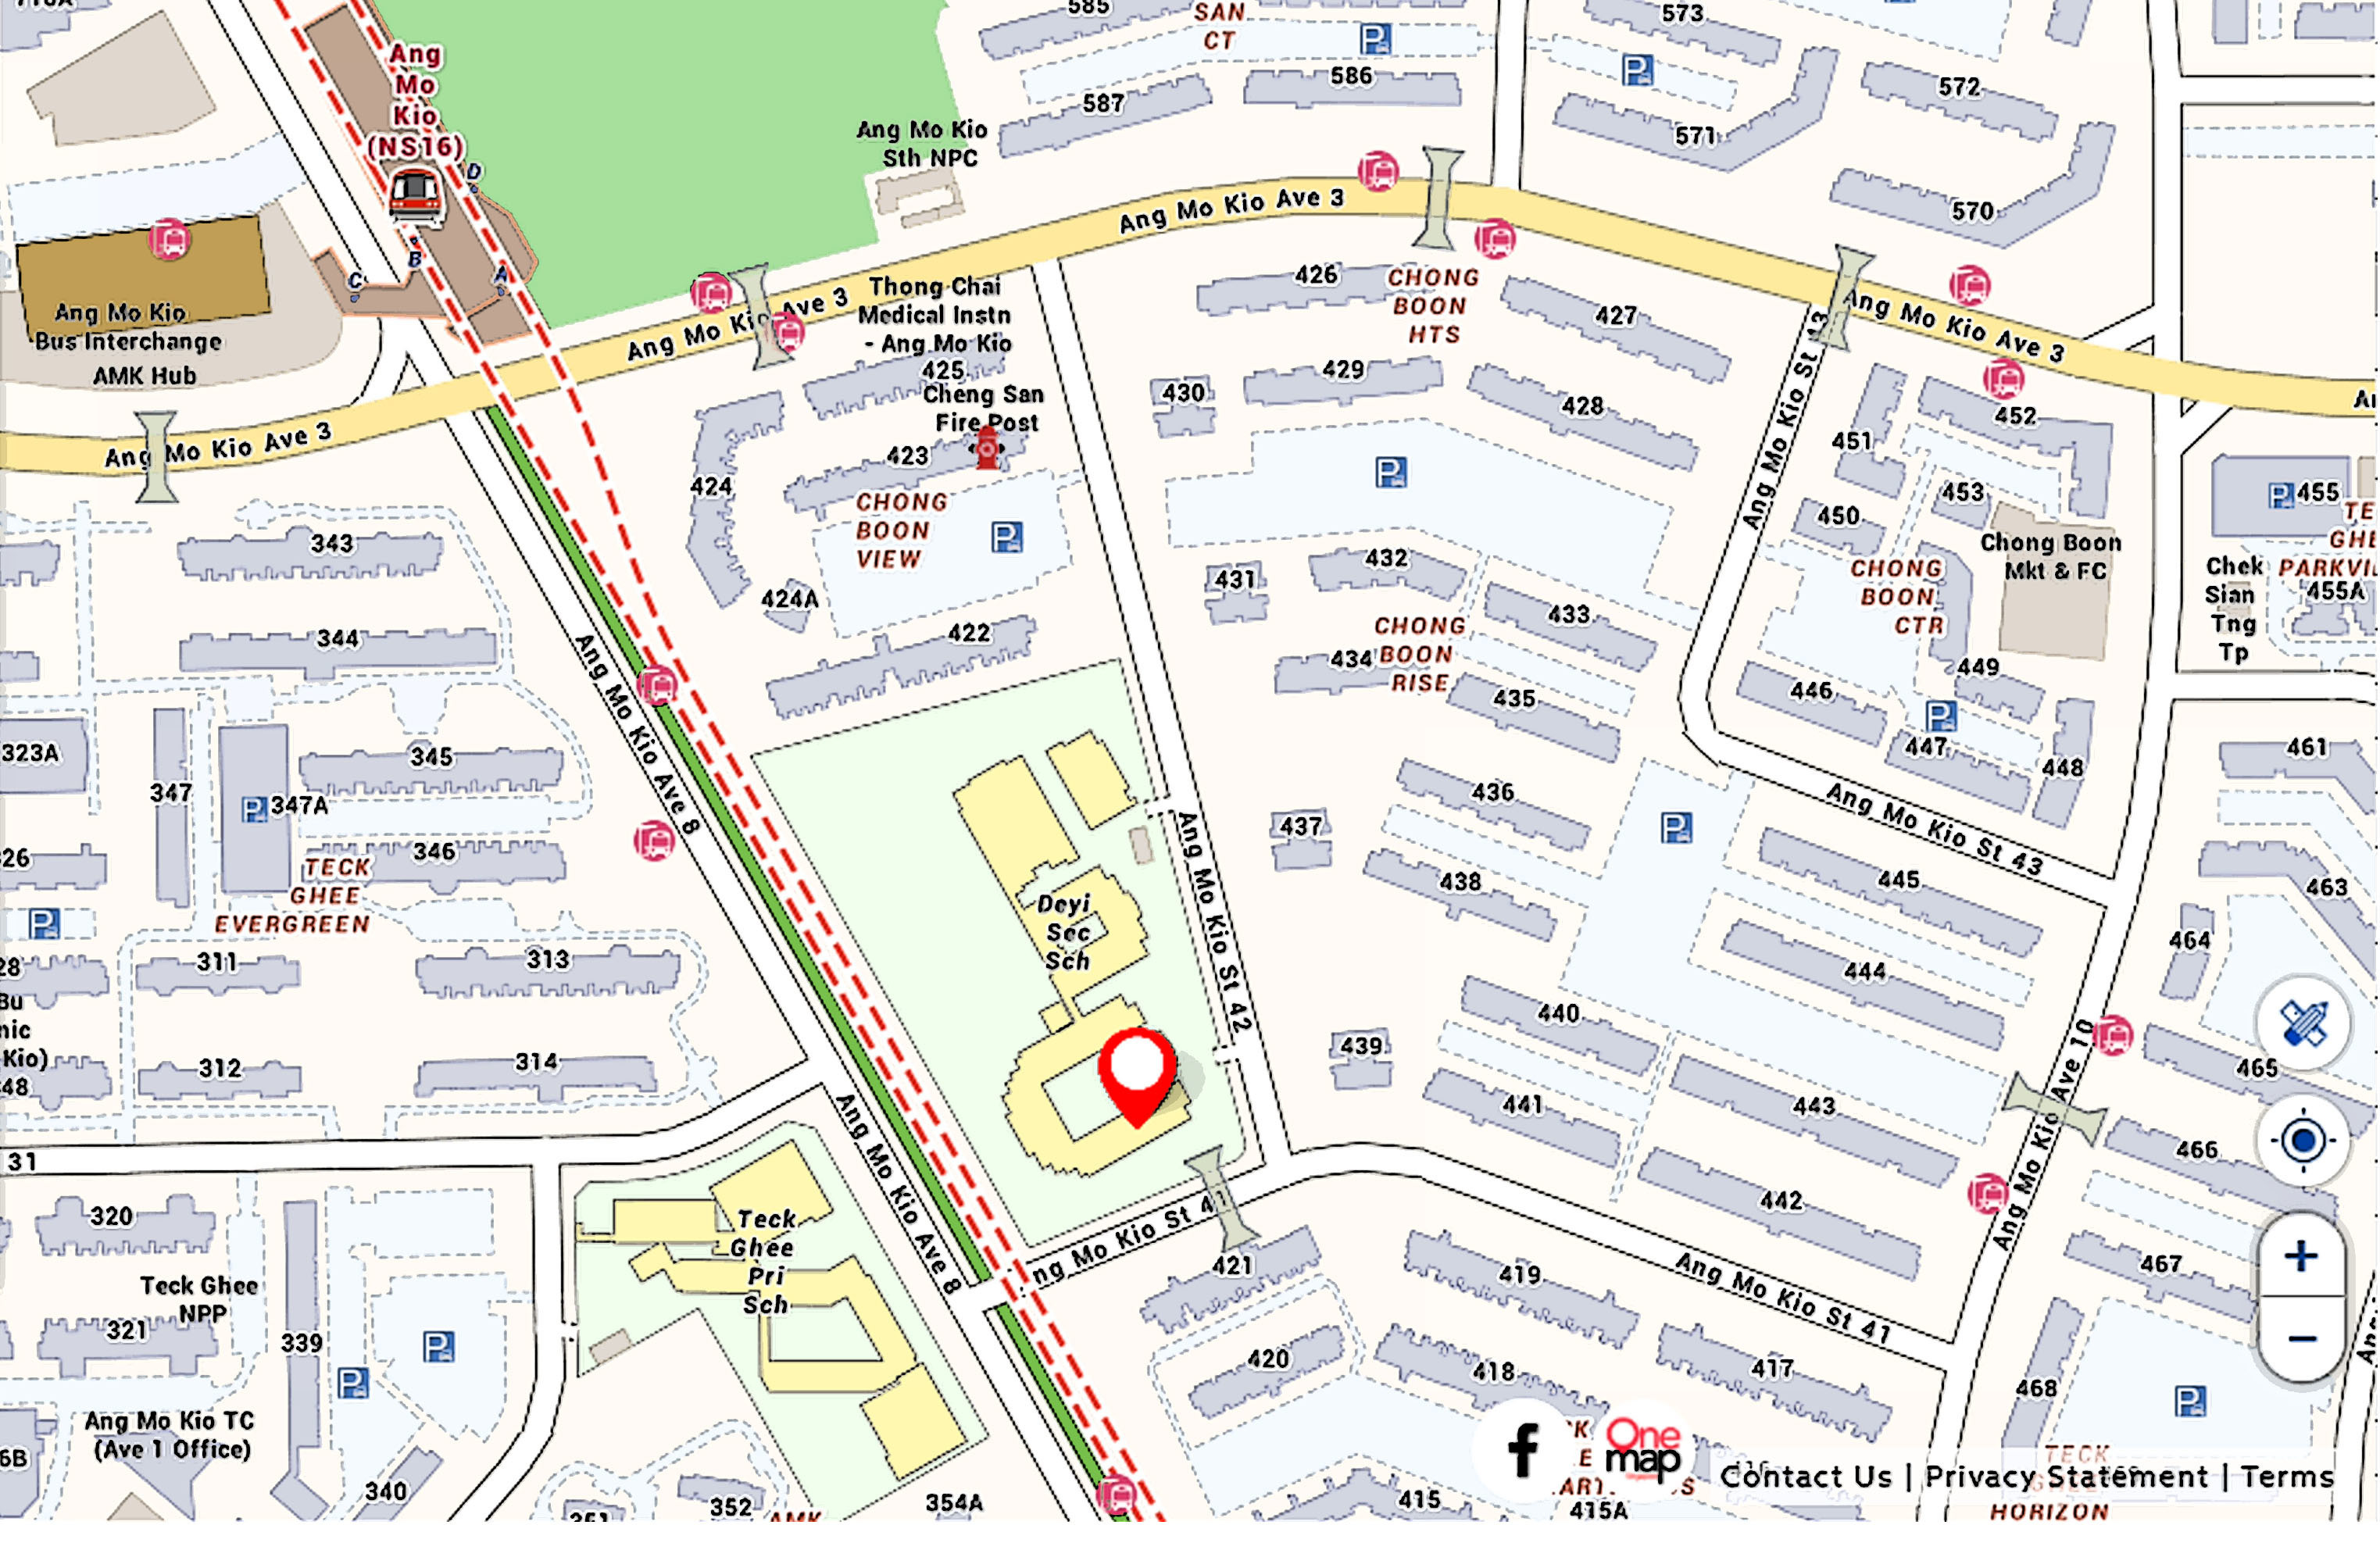 585
SAN
CT
573
Ang
Mo
Kio
(NS16)
D
B
A
C
586
587
572
571
570
Ang Mo Kio
Sth NPC
Ang Mo Kio Ave 3
Ang Mo Kio
Bus Interchange
AMK Hub
Ang Mo Kio Ave 3
Thong Chai
Medical Instn
- Ang Mo Kio
425
Cheng San
Fire Post
426
CHONG
BOON
HTS
427
Ang Mo Kio Ave 3
Ang Mo Kio Ave 3
429
430
428
Ang Mo Kio St 43
451
452
450
453
455
423
424
CHONG
BOON
VIEW
424A
422
343
344
345
347
347A
346
323A
TECK
GHEE
EVERGREEN
Ang Mo Kio Ave 8
431
432
433
434
CHONG
BOON
RISE
435
436
437
438
Chong Boon
Mkt & FC
CHONG
BOON
CTR
449
446
447
448
Chek
Sian
Tng
Tp
455A
461
463
464
Ang Mo Kio St 43
445
444
Deyi
Sec
Sch
Ang Mo Kio St 42
311
313
312
314
31
439
440
441
443
442
465
466
467
468
Ang Mo Kio Ave 10
Ang Mo Kio Ave 8
Teck
Ghee
Pri
Sch
320
321
Teck Ghee
NPP
339
Ang Mo Kio TC
(Ave 1 Office)
6B
340
352
354A
421
420
419
418
417
415
415A
Ang Mo Kio St 41
TECK
HORIZON
One
map
Contact Us | Privacy Statement | Terms